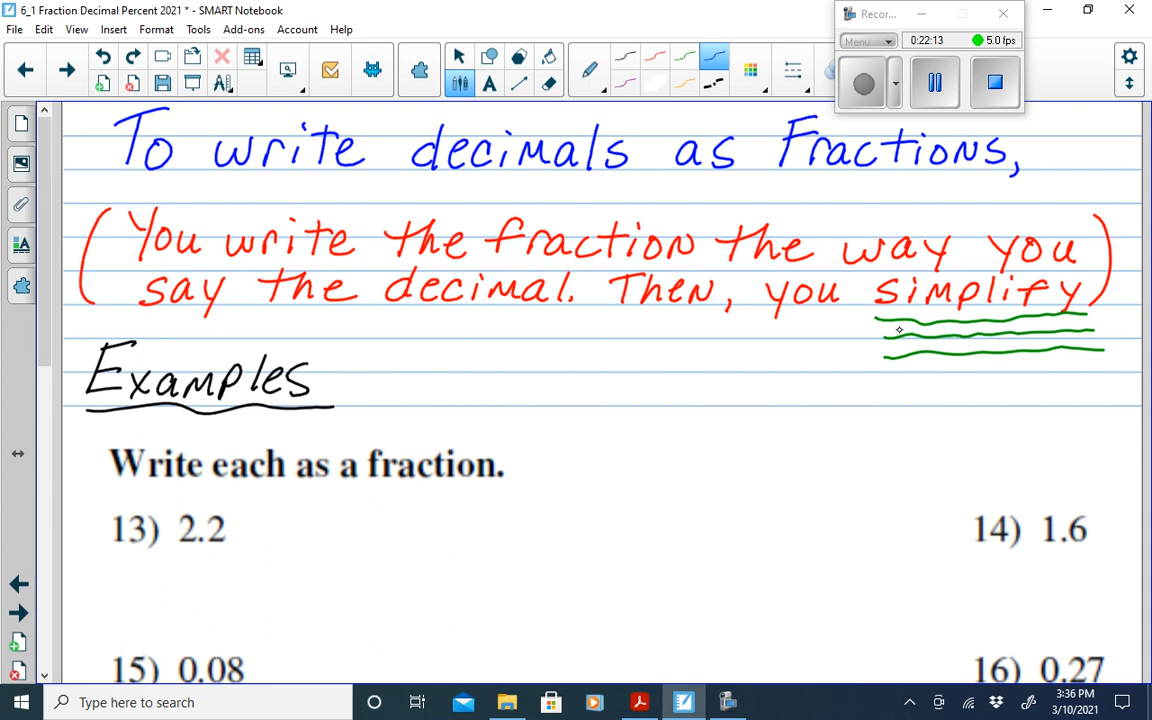 6_1 Fraction Decimal Percent 2021 * - SMART Notebook
Recor...
File Edit View Insert Format Tools Add-ons Account Help
Menu 0:22:13 5.0 fps
To write decimals as Fractions,
(You write the fraction the way you
say the decimal. Then, you simplify)
Examples
Write each as a fraction.
13) 2.2 14) 1.6
15) 0.08 16) 0.27
Type here to search
3:36 PM
3/10/2021